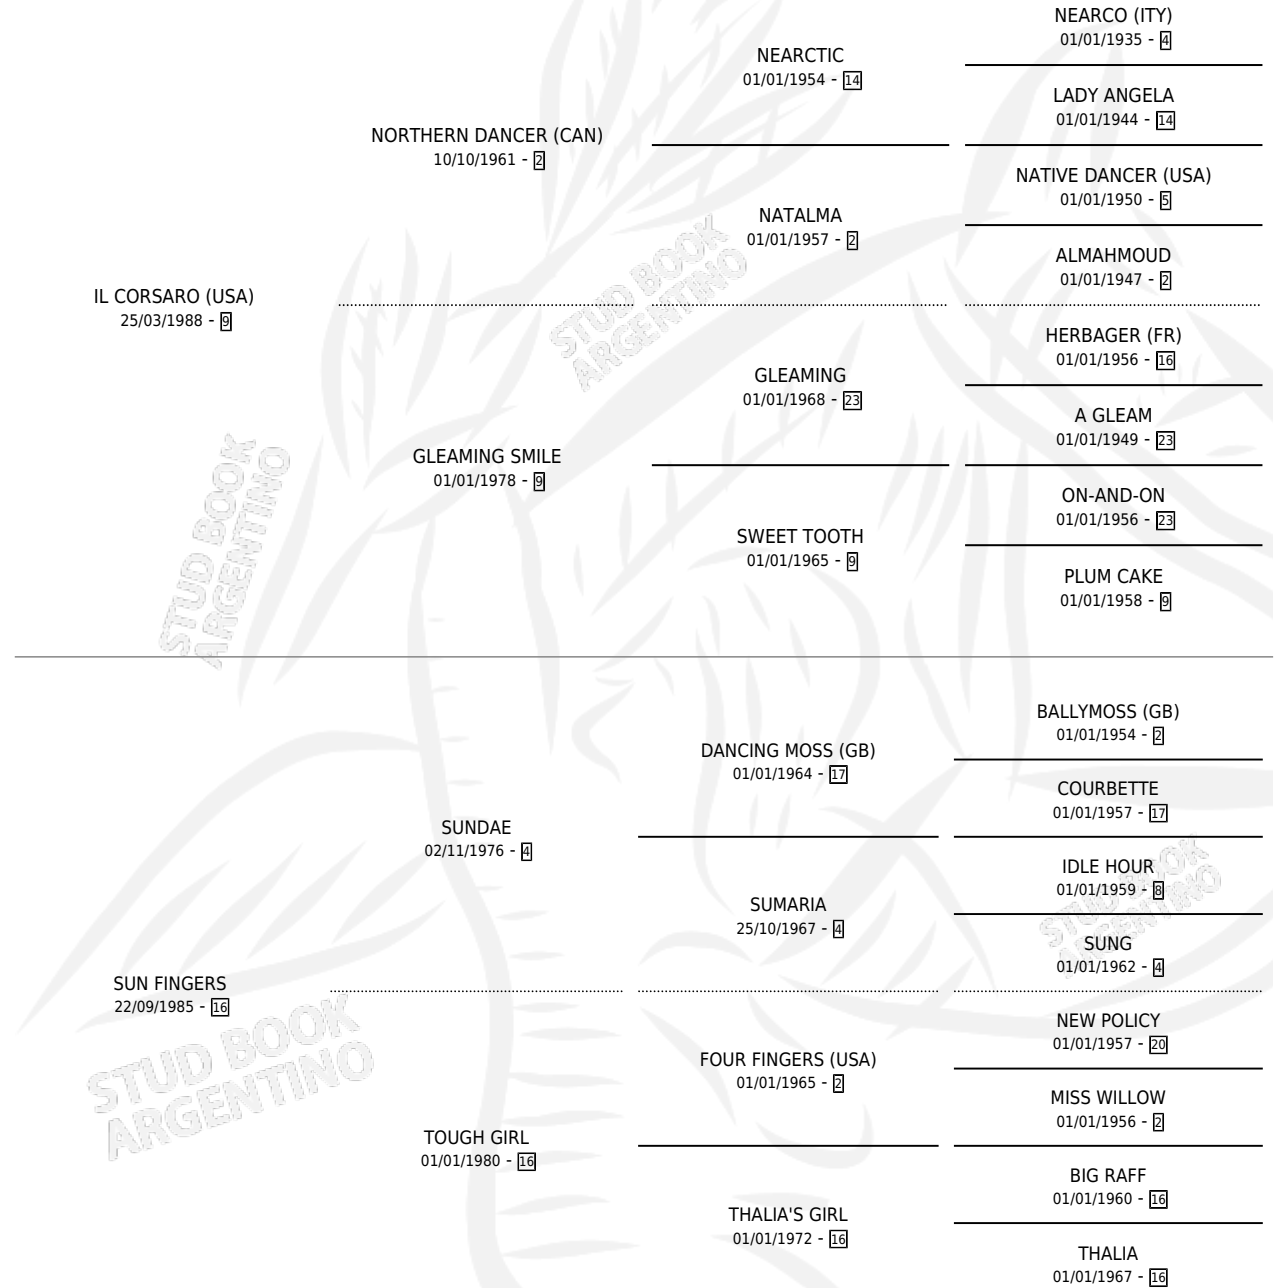 NEARCO (ITY)
01/01/1935 - 4
NEARCTIC
01/01/1954 - 14
LADY ANGELA
01/01/1944 - 14
NORTHERN DANCER (CAN)
10/10/1961 - 2
NATIVE DANCER (USA)
01/01/1950 - 5
NATALMA
01/01/1957 - 2
ALMAHMOUD
01/01/1947 - 2
IL CORSARO (USA)
25/03/1988 - 9
STUD BOOK
ARGENTINO
HERBAGER (FR)
01/01/1956 - 16
GLEAMING
01/01/1968 - 23
A GLEAM
01/01/1949 - 23
GLEAMING SMILE
01/01/1978 - 9
ON-AND-ON
01/01/1956 - 23
SWEET TOOTH
01/01/1965 - 9
PLUM CAKE
01/01/1958 - 9
STUD BOOK
ARGENTINO
BALLYMOSS (GB)
01/01/1954 - 2
DANCING MOSS (GB)
01/01/1964 - 17
COURBETTE
01/01/1957 - 17
SUNDAE
02/11/1976 - 4
IDLE HOUR
01/01/1959 - 8
SUMARIA
25/10/1967 - 4
SUNG
01/01/1962 - 4
STUD BOOK
ARGENTINO
SUN FINGERS
22/09/1985 - 16
NEW POLICY
01/01/1957 - 20
FOUR FINGERS (USA)
01/01/1965 - 2
MISS WILLOW
01/01/1956 - 2
STUD BOOK
ARGENTINO
TOUGH GIRL
01/01/1980 - 16
BIG RAFF
01/01/1960 - 16
THALIA'S GIRL
01/01/1972 - 16
THALIA
01/01/1967 - 16